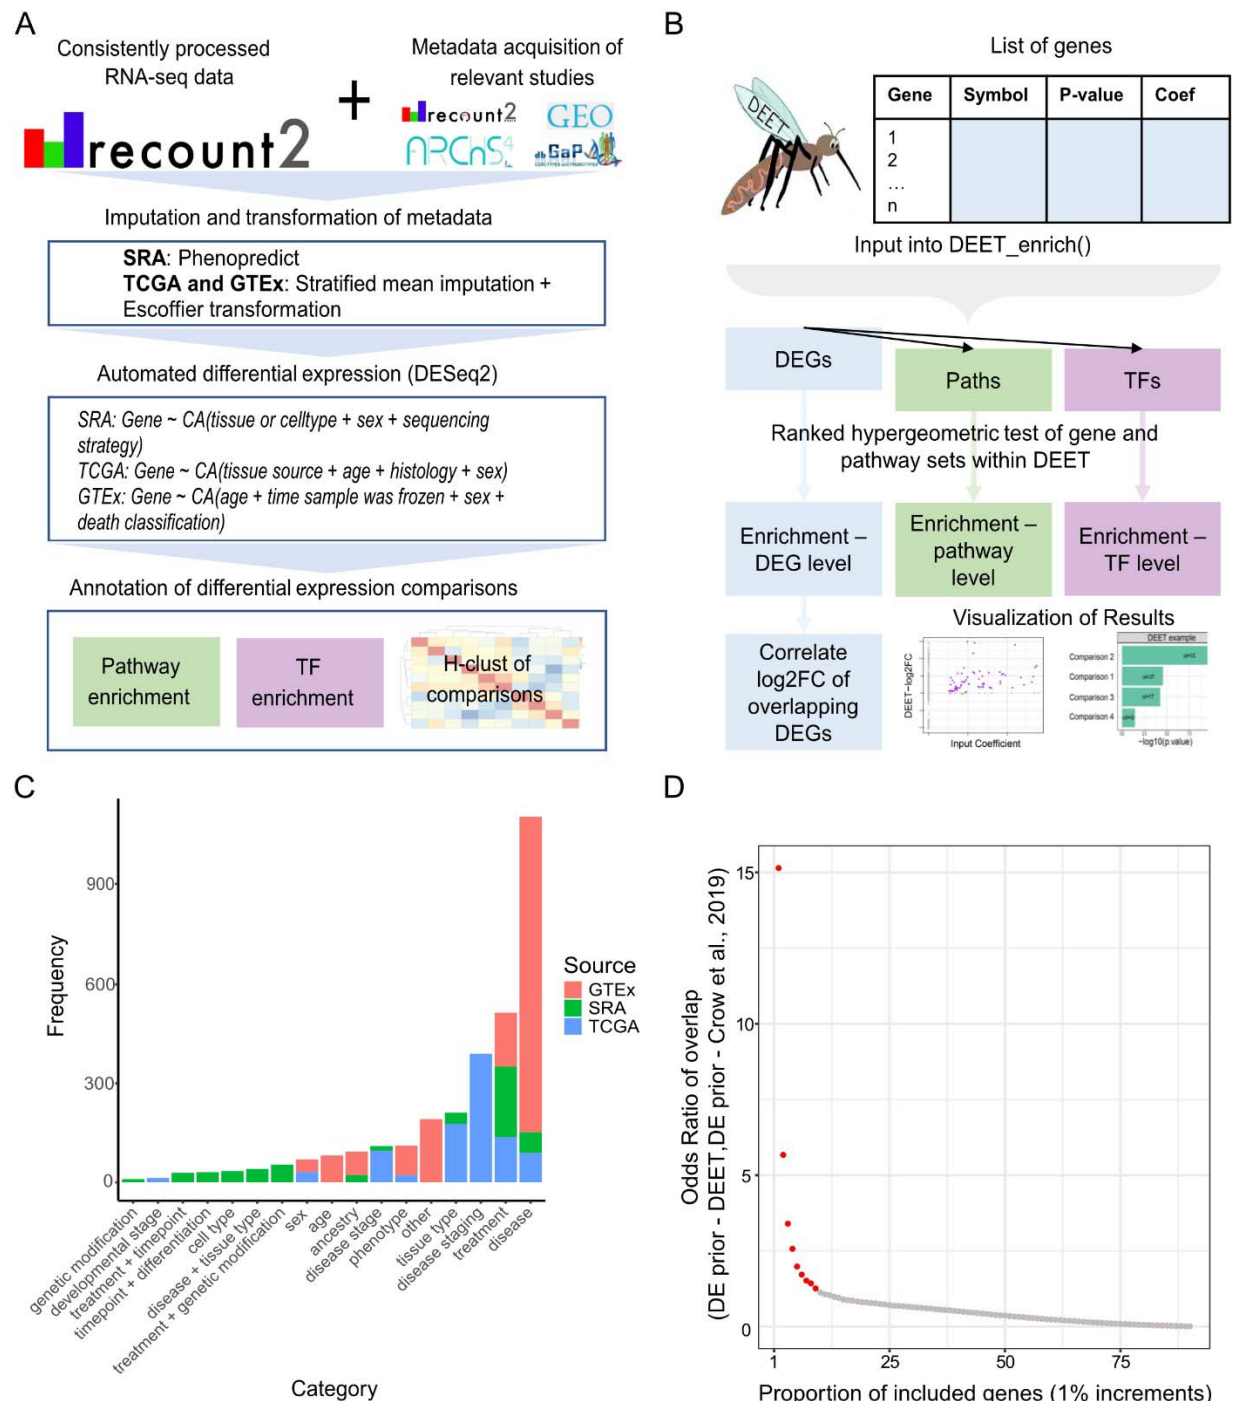 A
Consistently processed
RNA-seq data
recount2
+
Metadata acquisition of
relevant studies
recount2
GEO
ARCHS4
dbGaP
Imputation and transformation of metadata
SRA: Phenopredict
TCGA and GTEx: Stratified mean imputation +
Escoffier transformation
Automated differential expression (DESeq2)
SRA: Gene ~ CA(tissue or celltype + sex + sequencing
strategy)
TCGA: Gene ~ CA(tissue source + age + histology + sex)
GTEx: Gene ~ CA(age + time sample was frozen + sex +
death classification)
Annotation of differential expression comparisons
Pathway
enrichment
TF
enrichment
H-clust of
comparisons
B
List of genes
DEET
Gene Symbol P-value Coef
1
2
...
n
Input into DEET_enrich()
DEGs
Paths
TFs
Ranked hypergeometric test of gene and
pathway sets within DEET
Enrichment –
DEG level
Enrichment –
pathway
level
Enrichment –
TF level
Visualization of Results
Correlate
log2FC of
overlapping
DEGs
DEET-log2FC
Input Coefficient
DEET example
Comparison 2
Comparison 1
Comparison 3
Comparison 4
−log10(p.value)
C
Frequency
900
600
300
0
Source
GTEx
SRA
TCGA
genetic modification
developmental stage
treatment + timepoint
timepoint + differentiation
cell type
disease + tissue type
treatment + genetic modification
sex
age
ancestry
disease stage
phenotype
other
tissue type
disease staging
treatment
disease
Category
D
Odds Ratio of overlap
(DE prior - DEET,DE prior - Crow et al., 2019)
15
10
5
0
1 25 50 75
Proportion of included genes (1% increments)